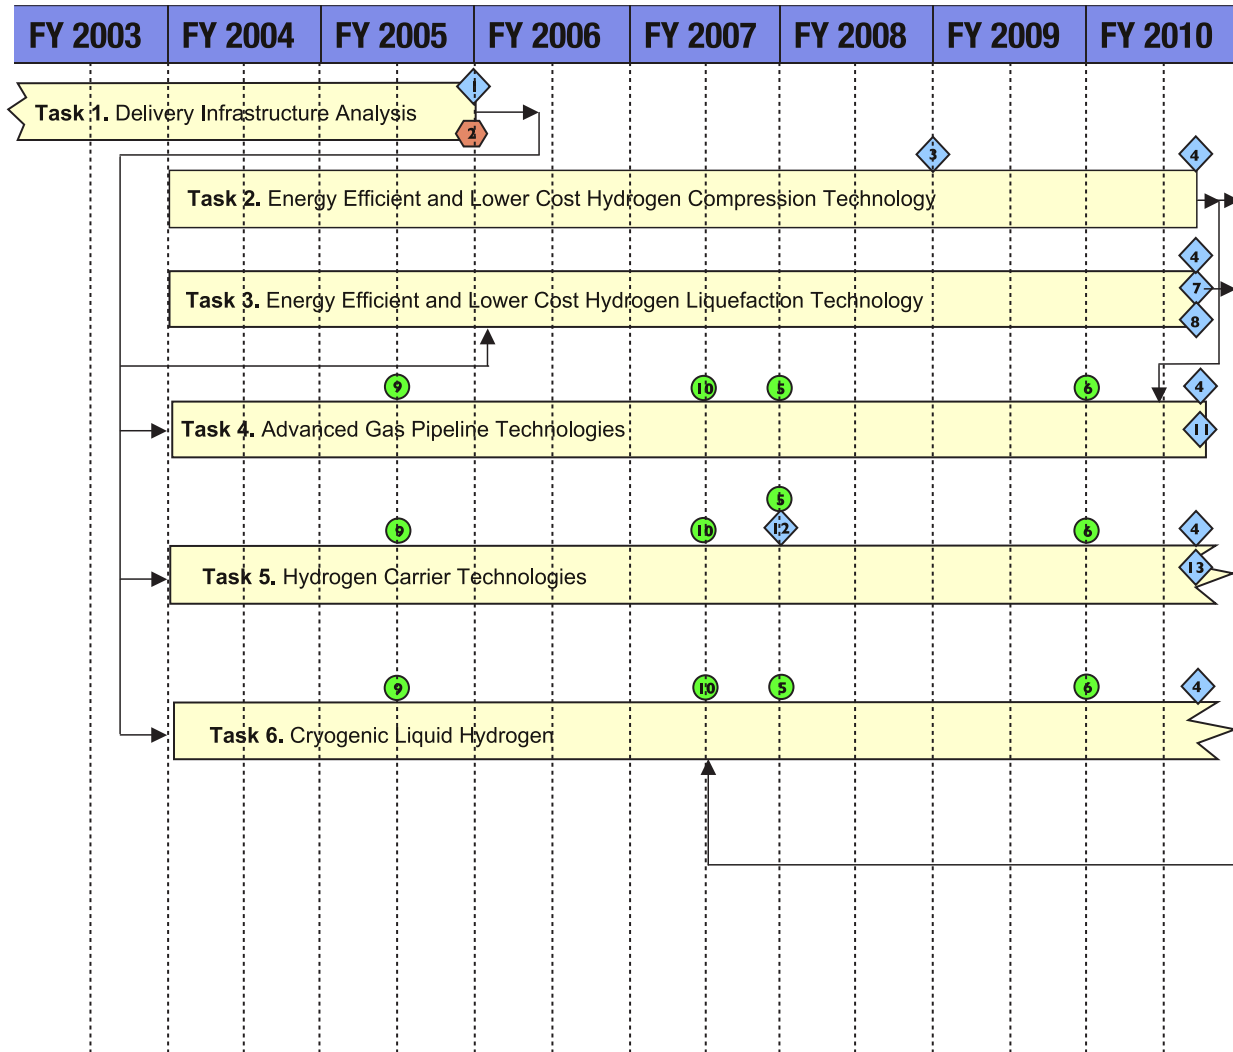 FY 2003 FY 2004 FY 2005 FY 2006 FY 2007 FY 2008 FY 2009 FY 2010
1
Task 1. Delivery Infrastructure Analysis
2
3 4
Task 2. Energy Efficient and Lower Cost Hydrogen Compression Technology
4
Task 3. Energy Efficient and Lower Cost Hydrogen Liquefaction Technology 7
8
9 10 5 6 4
Task 4. Advanced Gas Pipeline Technologies 11
5
9 10 12 6 4
Task 5. Hydrogen Carrier Technologies 13
9 10 5 6 4
Task 6. Cryogenic Liquid Hydrogen